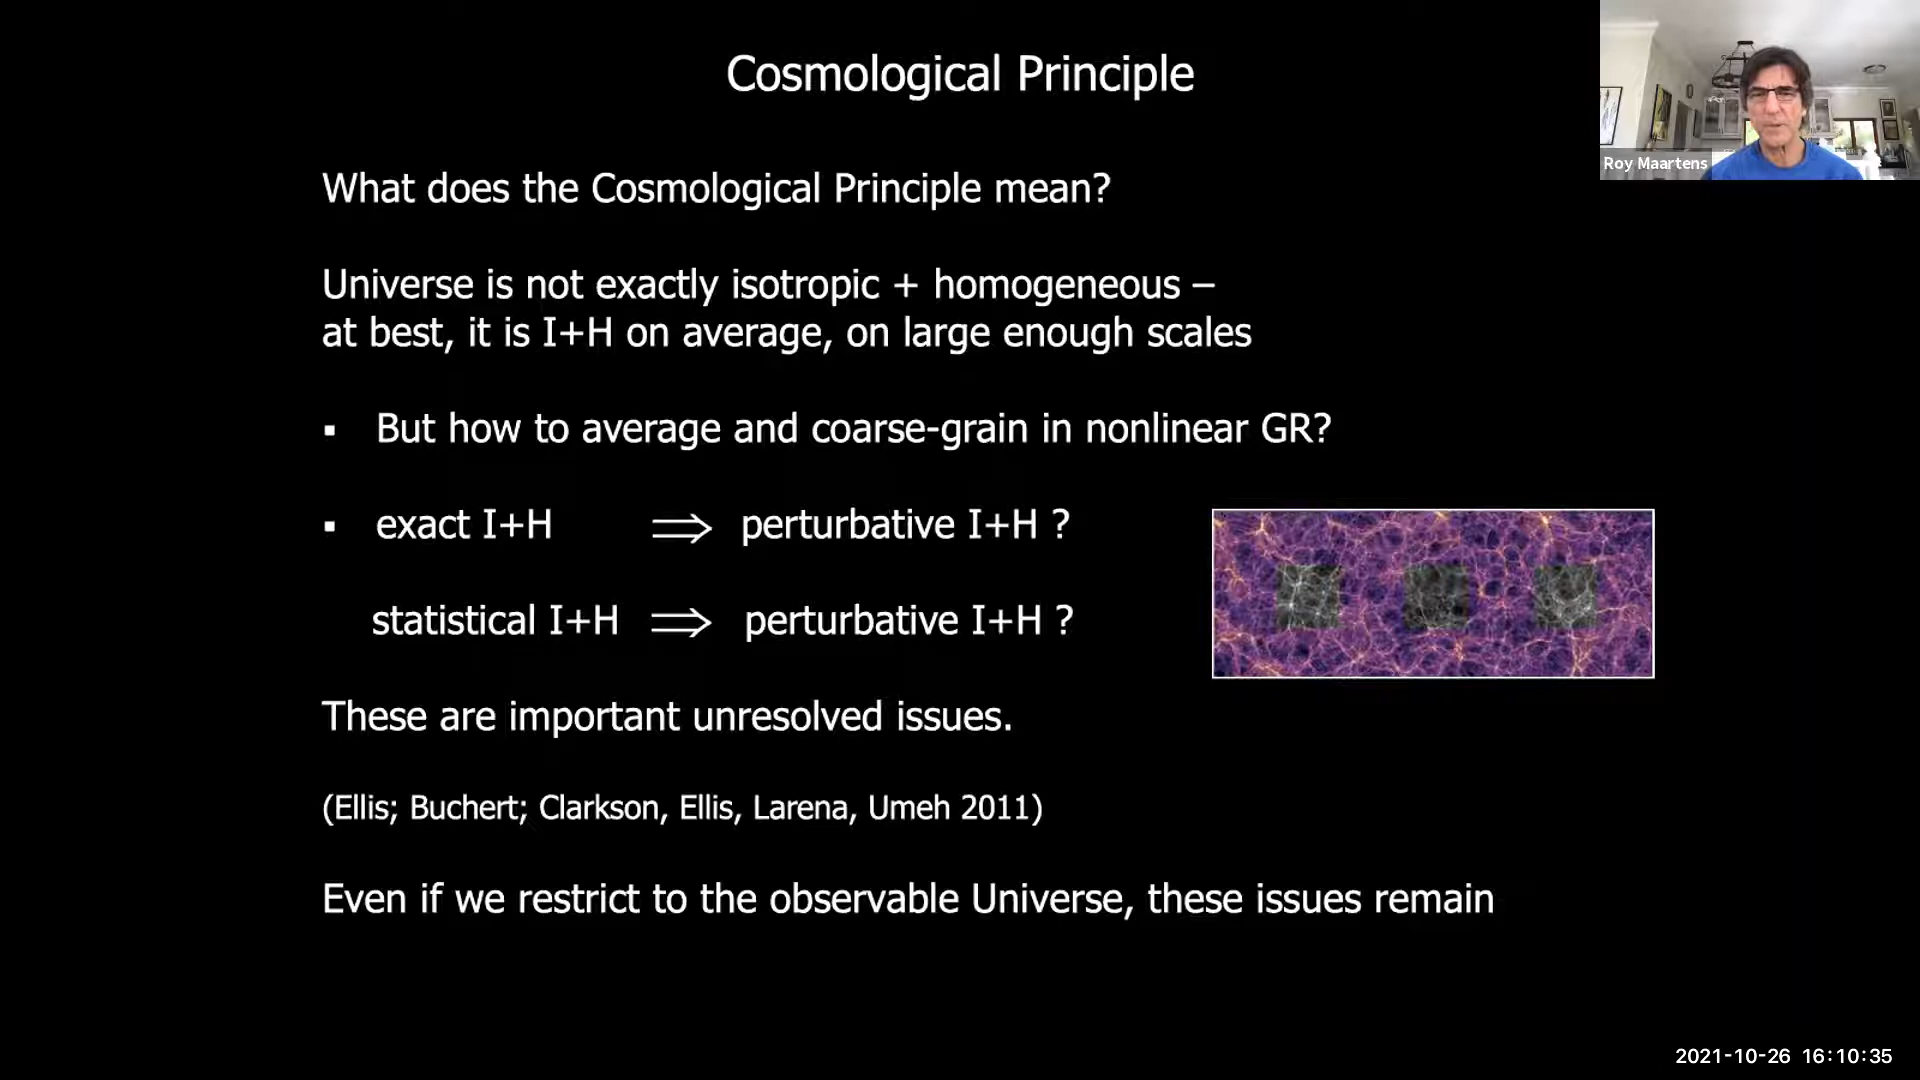 Cosmological Principle
Roy Maartens
What does the Cosmological Principle mean?
Universe is not exactly isotropic + homogeneous –
at best, it is I+H on average, on large enough scales
▪ But how to average and coarse-grain in nonlinear GR?
▪ exact I+H ⟹ perturbative I+H ?
statistical I+H ⟹ perturbative I+H ?
These are important unresolved issues.
(Ellis; Buchert; Clarkson, Ellis, Larena, Umeh 2011)
Even if we restrict to the observable Universe, these issues remain
2021-10-26 16:10:35